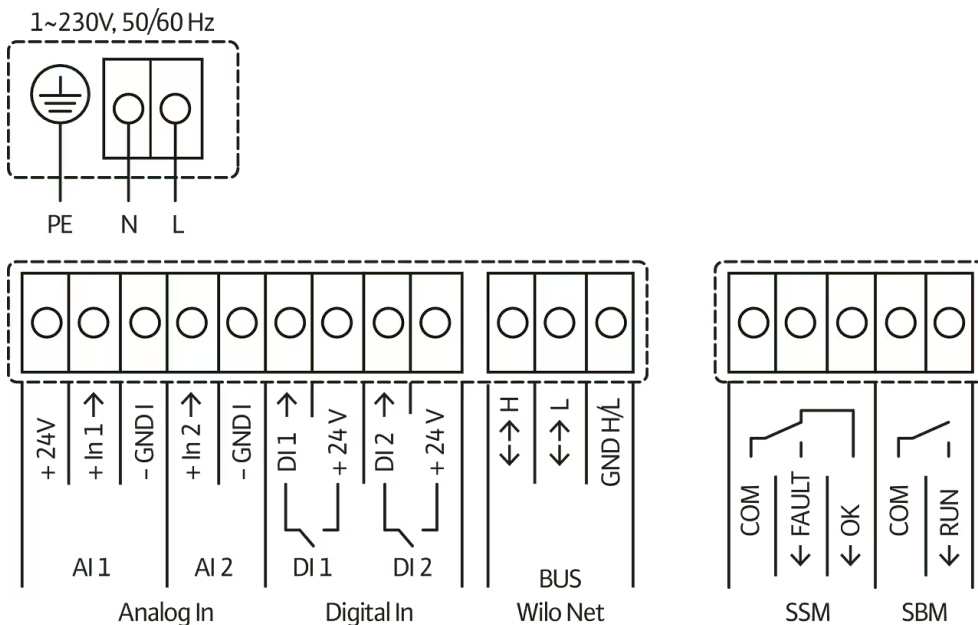 1~230V, 50/60 Hz
PE N L
+ 24V
+ In 1 →
- GND I
+ In 2 →
- GND I
DI 1 →
+ 24 V
DI 2 →
+ 24 V
←→ H
←→ L
GND H/L
COM
← FAULT
← OK
COM
← RUN
AI 1 AI 2 DI 1 DI 2 BUS
Analog In Digital In Wilo Net SSM SBM